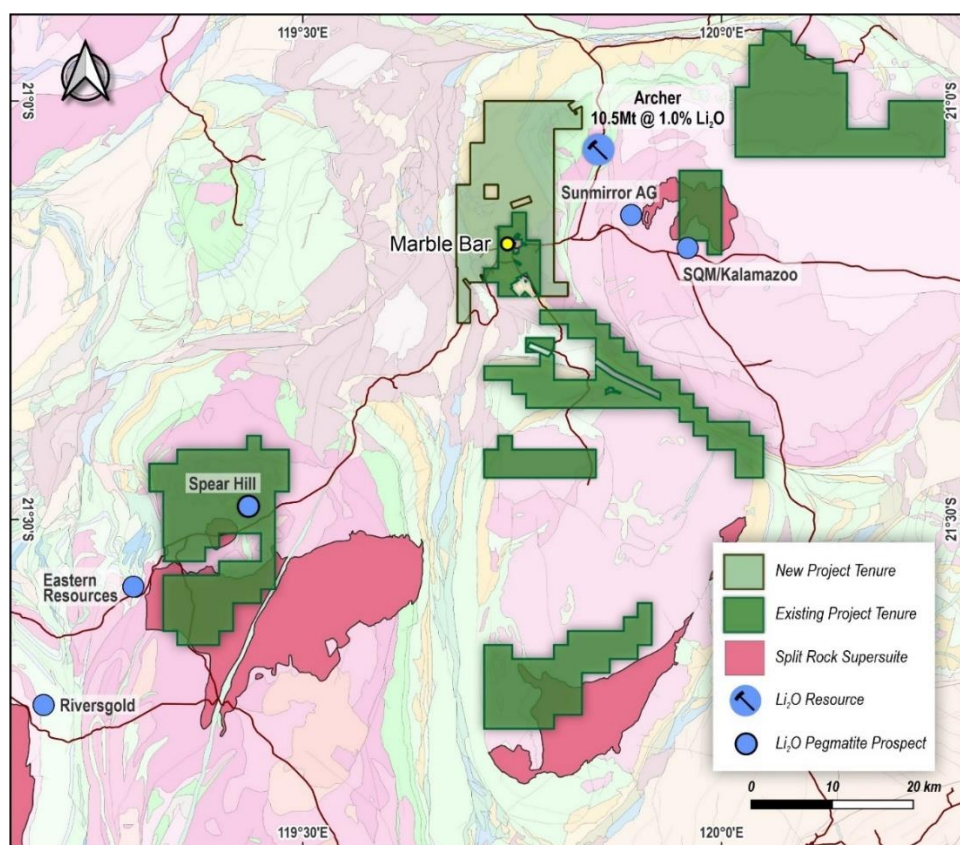 119°30'E
120°0'E
21°0'S
21°0'S
Archer
10.5Mt @ 1.0% Li₂O
Sunmirror AG
Marble Bar
SQM/Kalamazoo
Spear Hill
21°30'S
21°30'S
Eastern
Resources
Riversgold
New Project Tenure
Existing Project Tenure
Split Rock Supersuite
Li₂O Resource
Li₂O Pegmatite Prospect
0
10
20 km
119°30'E
120°0'E